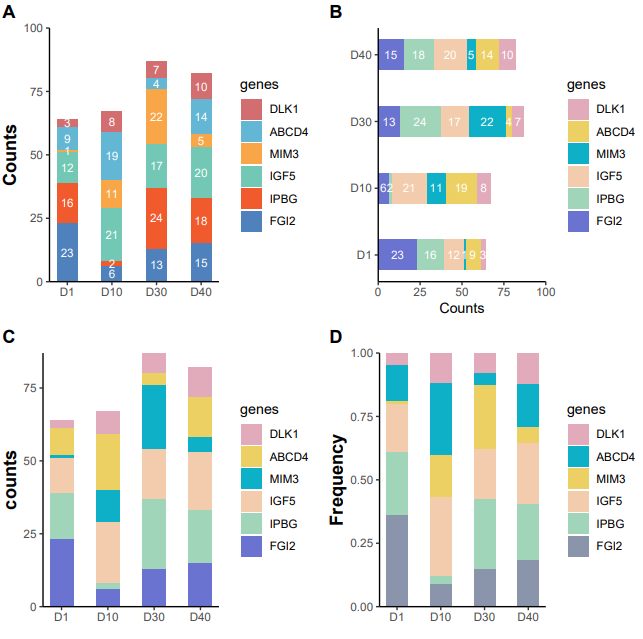 A
Counts
100
75
50
25
0
3
9
1
12
16
23
8
19
11
21
2
6
7
4
22
17
24
13
10
14
5
20
18
15
D1 D10 D30 D40
genes
DLK1
ABCD4
MIM3
IGF5
IPBG
FGI2
B
D40 15 18 20 5 14 10
D30 13 24 17 22 4 7
D10 6 2 21 11 19 8
D1 23 16 12 1 9 3
0 25 50 75 100
Counts
genes
DLK1
ABCD4
MIM3
IGF5
IPBG
FGI2
C
counts
75
50
25
0
D1 D10 D30 D40
genes
DLK1
ABCD4
MIM3
IGF5
IPBG
FGI2
D
Frequency
1.00
0.75
0.50
0.25
0.00
D1 D10 D30 D40
genes
DLK1
ABCD4
MIM3
IGF5
IPBG
FGI2